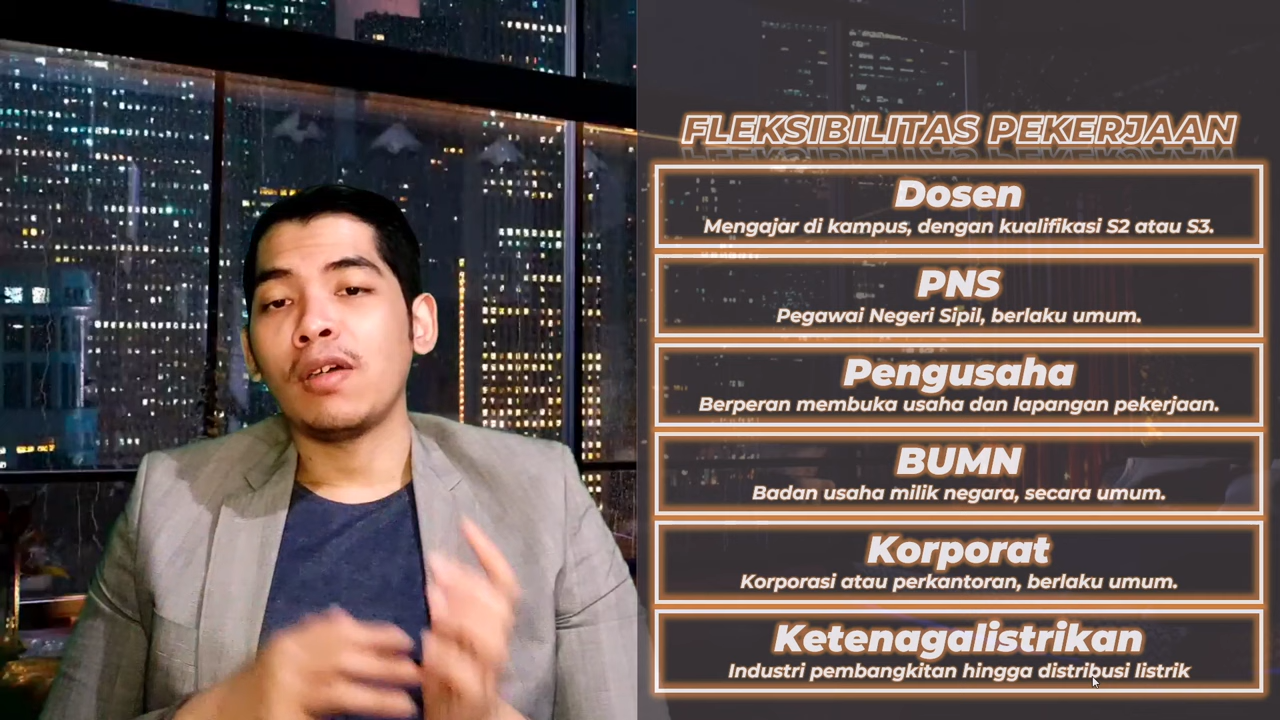 FLEKSIBILITAS PEKERJAAN
Dosen
Mengajar di kampus, dengan kualifikasi S2 atau S3.
PNS
Pegawai Negeri Sipil, berlaku umum.
Pengusaha
Berperan membuka usaha dan lapangan pekerjaan.
BUMN
Badan usaha milik negara, secara umum.
Korporat
Korporasi atau perkantoran, berlaku umum.
Ketenagalistrikan
Industri pembangkitan hingga distribusi listrik